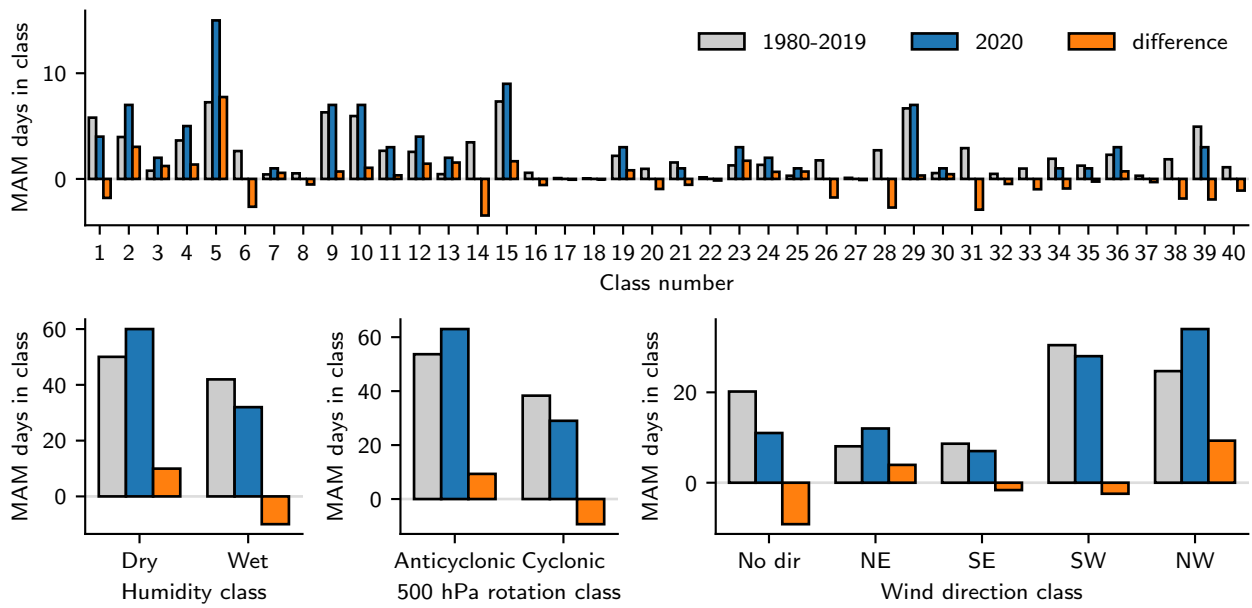 MAM days in class
10
0
1980-2019 2020 difference
1 2 3 4 5 6 7 8 9 10 11 12 13 14 15 16 17 18 19 20 21 22 23 24 25 26 27 28 29 30 31 32 33 34 35 36 37 38 39 40
Class number
MAM days in class
60
40
20
0
Dry Wet
Humidity class
MAM days in class
60
40
20
0
Anticyclonic Cyclonic
500 hPa rotation class
MAM days in class
20
0
No dir NE SE SW NW
Wind direction class